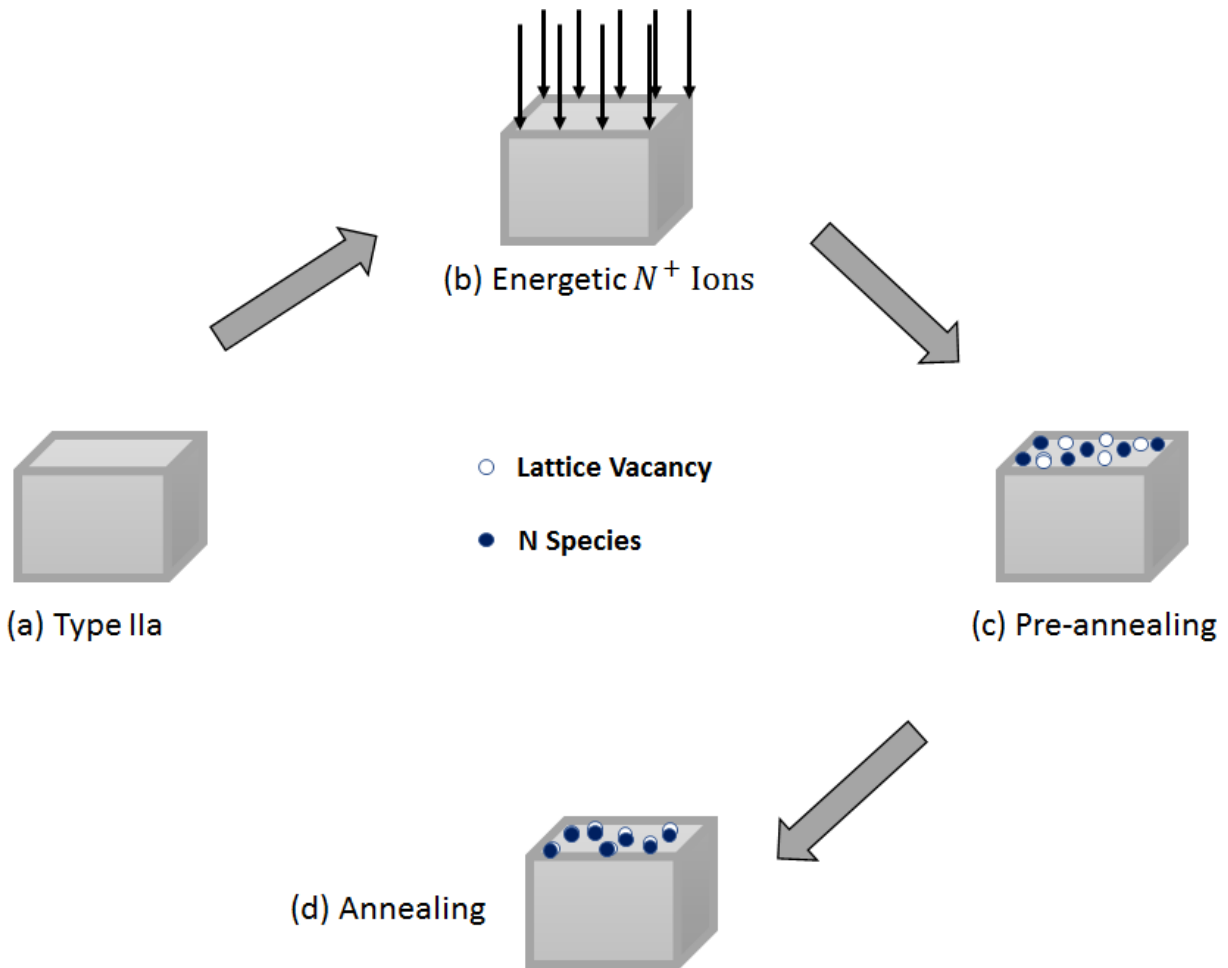 (b) Energetic N⁺ Ions
Lattice Vacancy
N Species
(a) Type IIa
(c) Pre-annealing
(d) Annealing